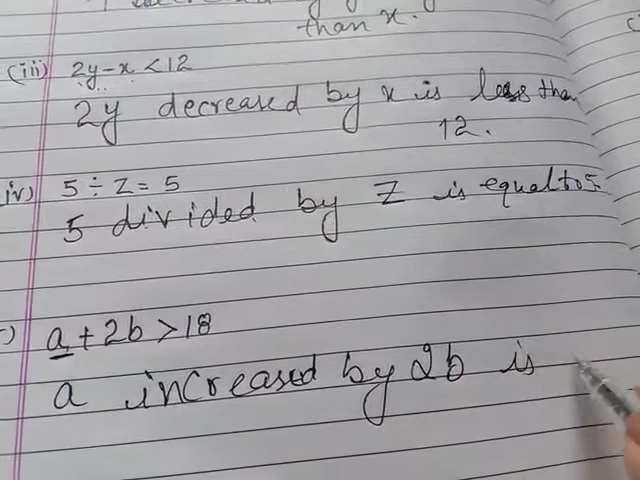 than x.
(iii) 2y-x<12
2y decreased by x is less than
12.
iv) 5 ÷ Z = 5
5 divided by Z is equal to 5.
) a + 2b > 18
a increased by 2b is